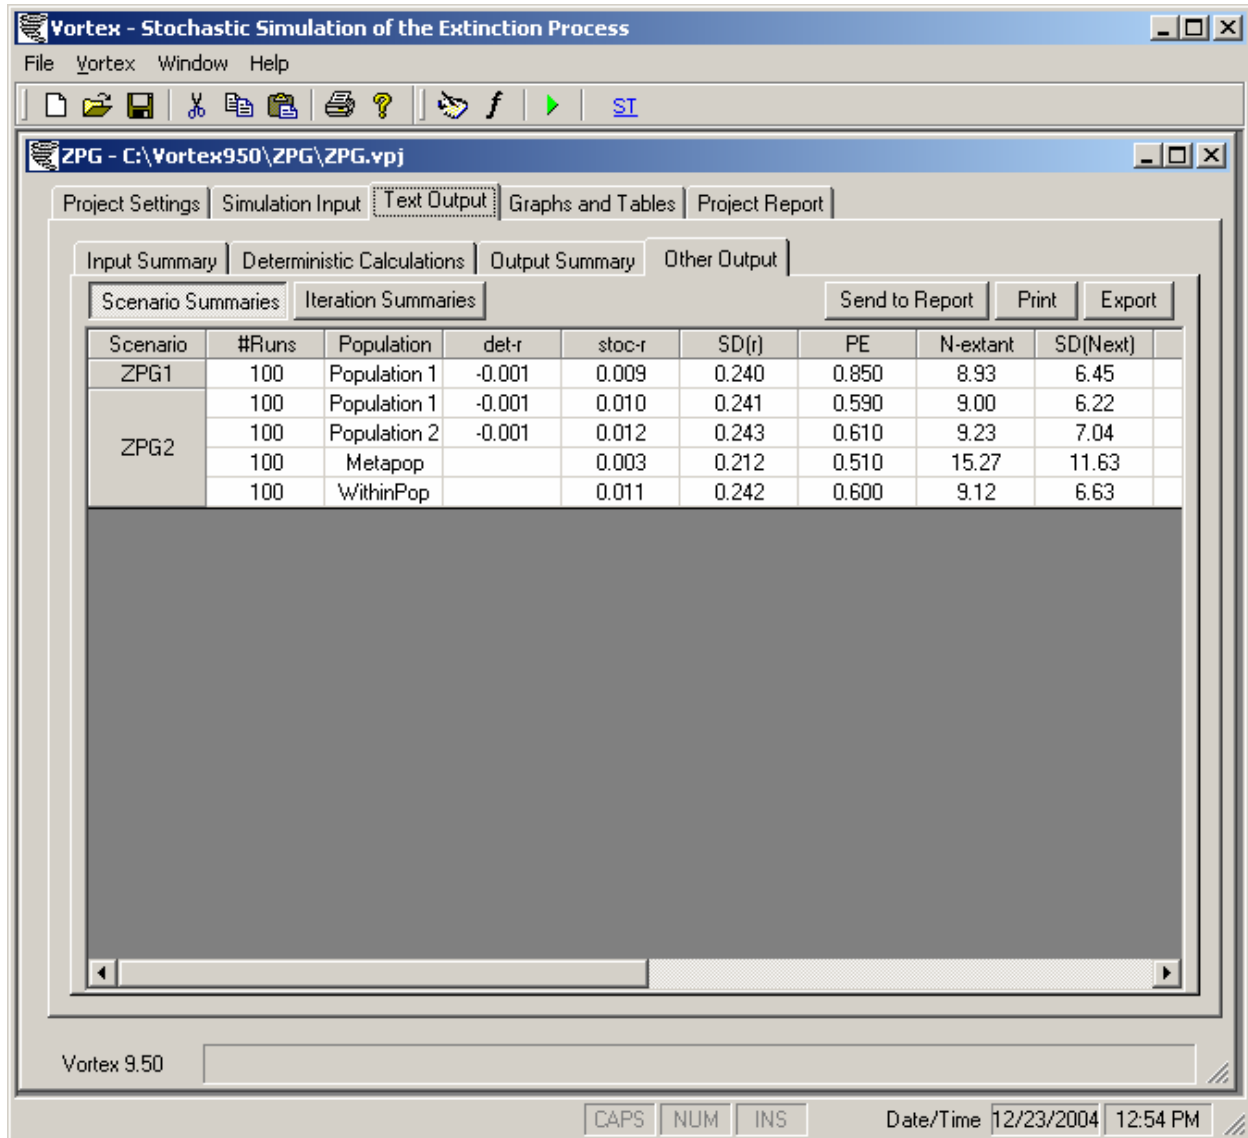 Vortex - Stochastic Simulation of the Extinction Process
File Vortex Window Help
ST
ZPG - C:\Vortex950\ZPG\ZPG.vpj
Project Settings Simulation Input Text Output Graphs and Tables Project Report
Input Summary Deterministic Calculations Output Summary Other Output
Scenario Summaries Iteration Summaries Send to Report Print Export
Scenario #Runs Population det-r stoc-r SD(r) PE N-extant SD(Next)
ZPG1 100 Population 1 -0.001 0.009 0.240 0.850 8.93 6.45
ZPG2 100 Population 1 -0.001 0.010 0.241 0.590 9.00 6.22
100 Population 2 -0.001 0.012 0.243 0.610 9.23 7.04
100 Metapop 0.003 0.212 0.510 15.27 11.63
100 WithinPop 0.011 0.242 0.600 9.12 6.63
Vortex 9.50
CAPS NUM INS Date/Time 12/23/2004 12:54 PM